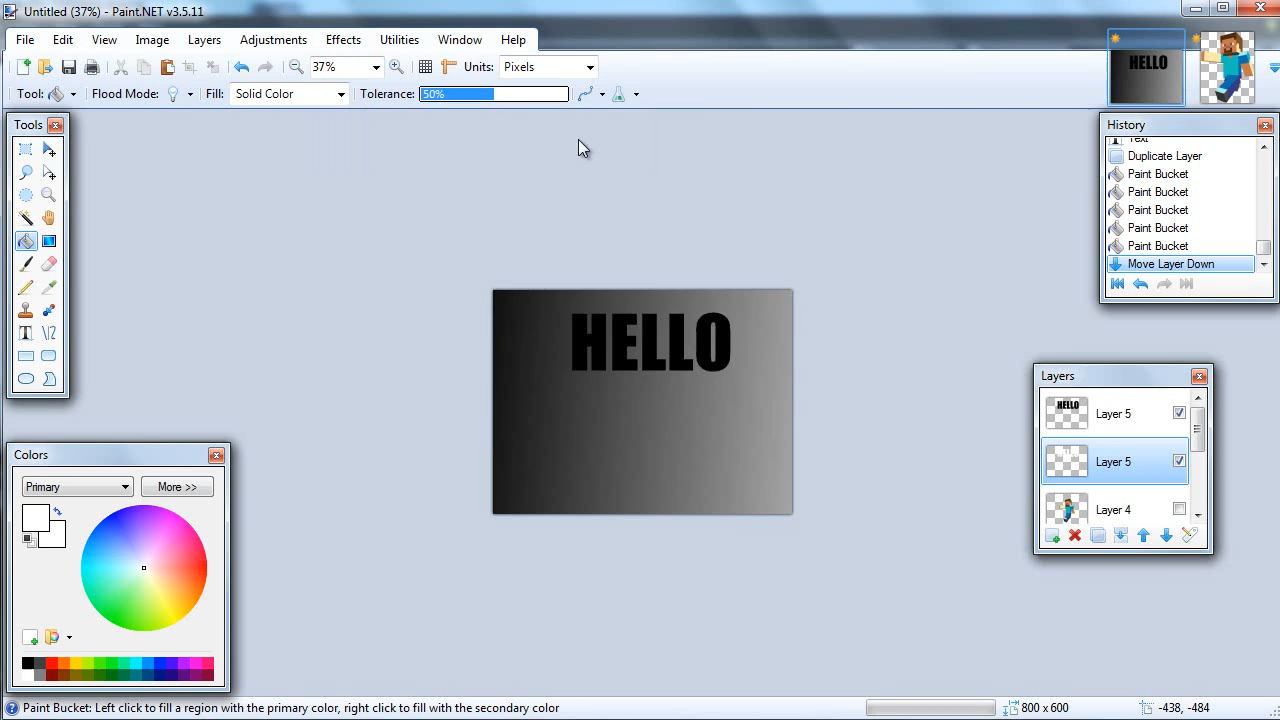 Untitled (37%) - Paint.NET v3.5.11
File Edit View Image Layers Adjustments Effects Utilities Window Help
37% Units: Pixels
Tool: Flood Mode: Fill: Solid Color Tolerance: 50%
HELLO
Tools
History
Text
Duplicate Layer
Paint Bucket
Paint Bucket
Paint Bucket
Paint Bucket
Paint Bucket
Move Layer Down
HELLO
Layers
HELLO
Layer 5
Layer 5
Layer 4
Colors
Primary More >>
Paint Bucket: Left click to fill a region with the primary color, right click to fill with the secondary color 800 x 600 -438, -484